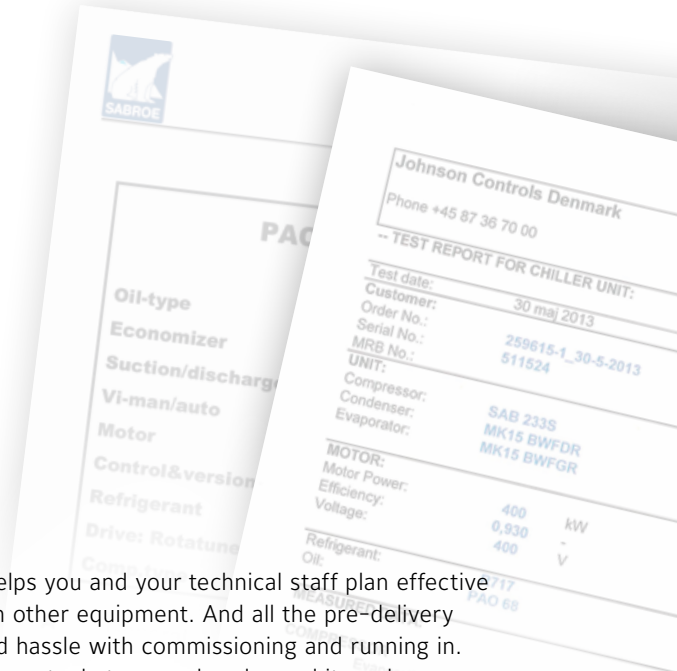 SABROE
PAC
Oil-type
Economizer
Suction/discharge
Vi-man/auto
Motor
Control&version
Refrigerant
Drive: Rotatune
Johnson Controls Denmark
Phone +45 87 36 70 00
-- TEST REPORT FOR CHILLER UNIT:
Test date: 30 maj 2013
Customer:
Order No.: 259615-1_30-5-2013
Serial No.: 511524
MRB No.:
UNIT:
Compressor: SAB 233S
Condenser: MK15 BWFDR
Evaporator: MK15 BWFGR
MOTOR:
Motor Power: 400 kW
Efficiency: 0,930 -
Voltage: 400 V
Refrigerant: R717
Oil: PAO 68
MEASURED
elps you and your technical staff plan effective
n other equipment. And all the pre-delivery
d hassle with commissioning and running in.